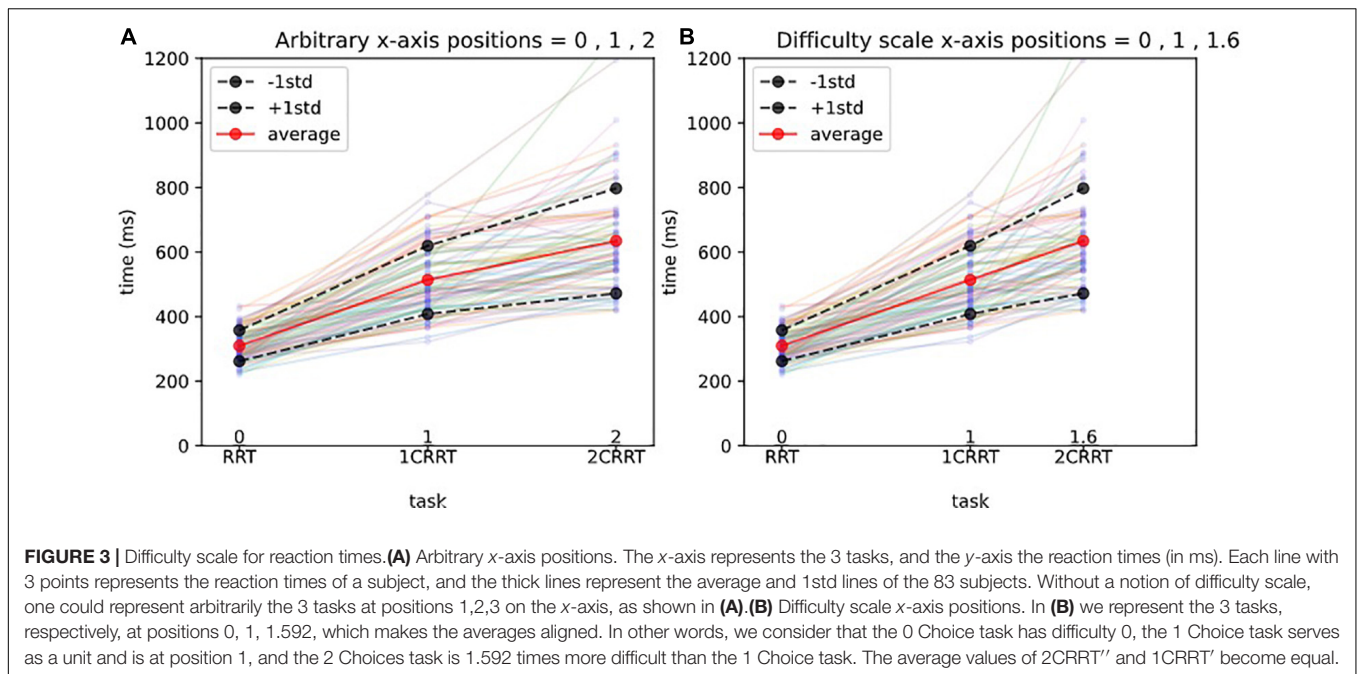 A Arbitrary x-axis positions = 0 , 1 , 2
1200
1000
800
600
400
200
0
time (ms)
-1std
+1std
average
0 1 2
RRT 1CRRT 2CRRT
task
B Difficulty scale x-axis positions = 0 , 1 , 1.6
1200
1000
800
600
400
200
0
time (ms)
-1std
+1std
average
0 1 1.6
RRT 1CRRT 2CRRT
task
FIGURE 3 | Difficulty scale for reaction times.(A) Arbitrary x-axis positions. The x-axis represents the 3 tasks, and the y-axis the reaction times (in ms). Each line with
3 points represents the reaction times of a subject, and the thick lines represent the average and 1std lines of the 83 subjects. Without a notion of difficulty scale,
one could represent arbitrarily the 3 tasks at positions 1,2,3 on the x-axis, as shown in (A).(B) Difficulty scale x-axis positions. In (B) we represent the 3 tasks,
respectively, at positions 0, 1, 1.592, which makes the averages aligned. In other words, we consider that the 0 Choice task has difficulty 0, the 1 Choice task serves
as a unit and is at position 1, and the 2 Choices task is 1.592 times more difficult than the 1 Choice task. The average values of 2CRRT′′ and 1CRRT′ become equal.